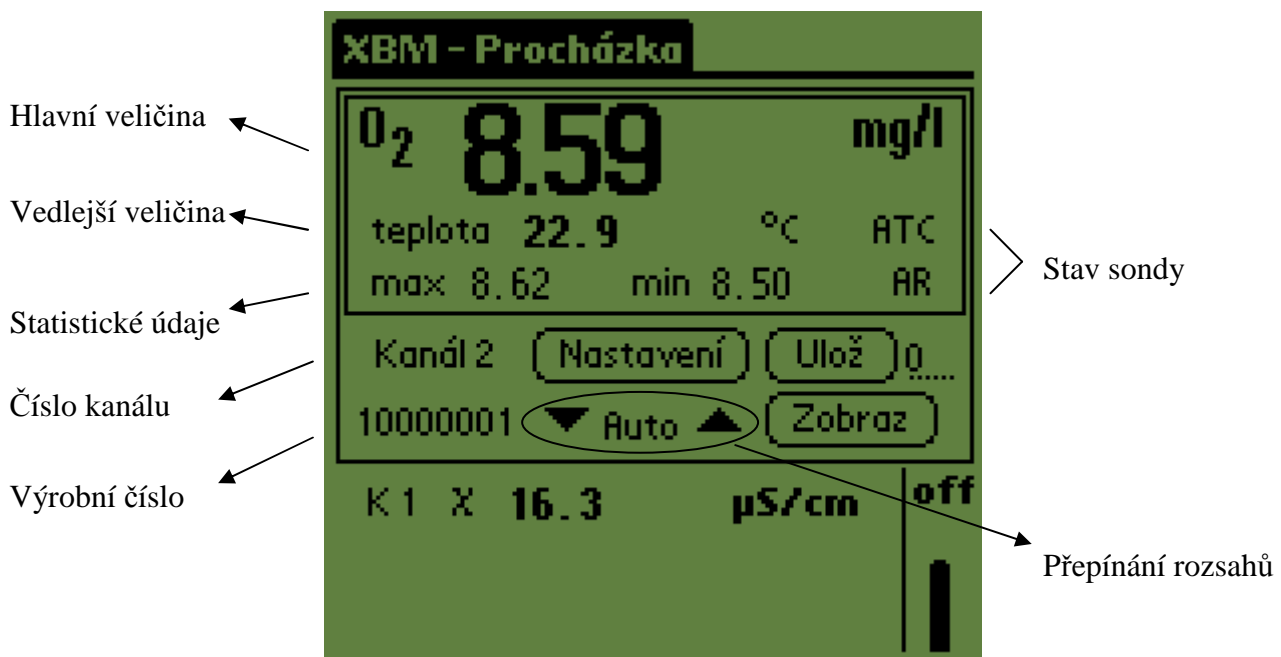 XBM - Procházka
Hlavní veličina
O2 8.59 mg/l
Vedlejší veličina
teplota 22.9 °C ATC
Stav sondy
max 8.62 min 8.50 AR
Statistické údaje
Kanál 2 Nastavení Ulož 0
Číslo kanálu
10000001 Auto Zobraz
Výrobní číslo
K1 χ 16.3 µS/cm off
Přepínání rozsahů